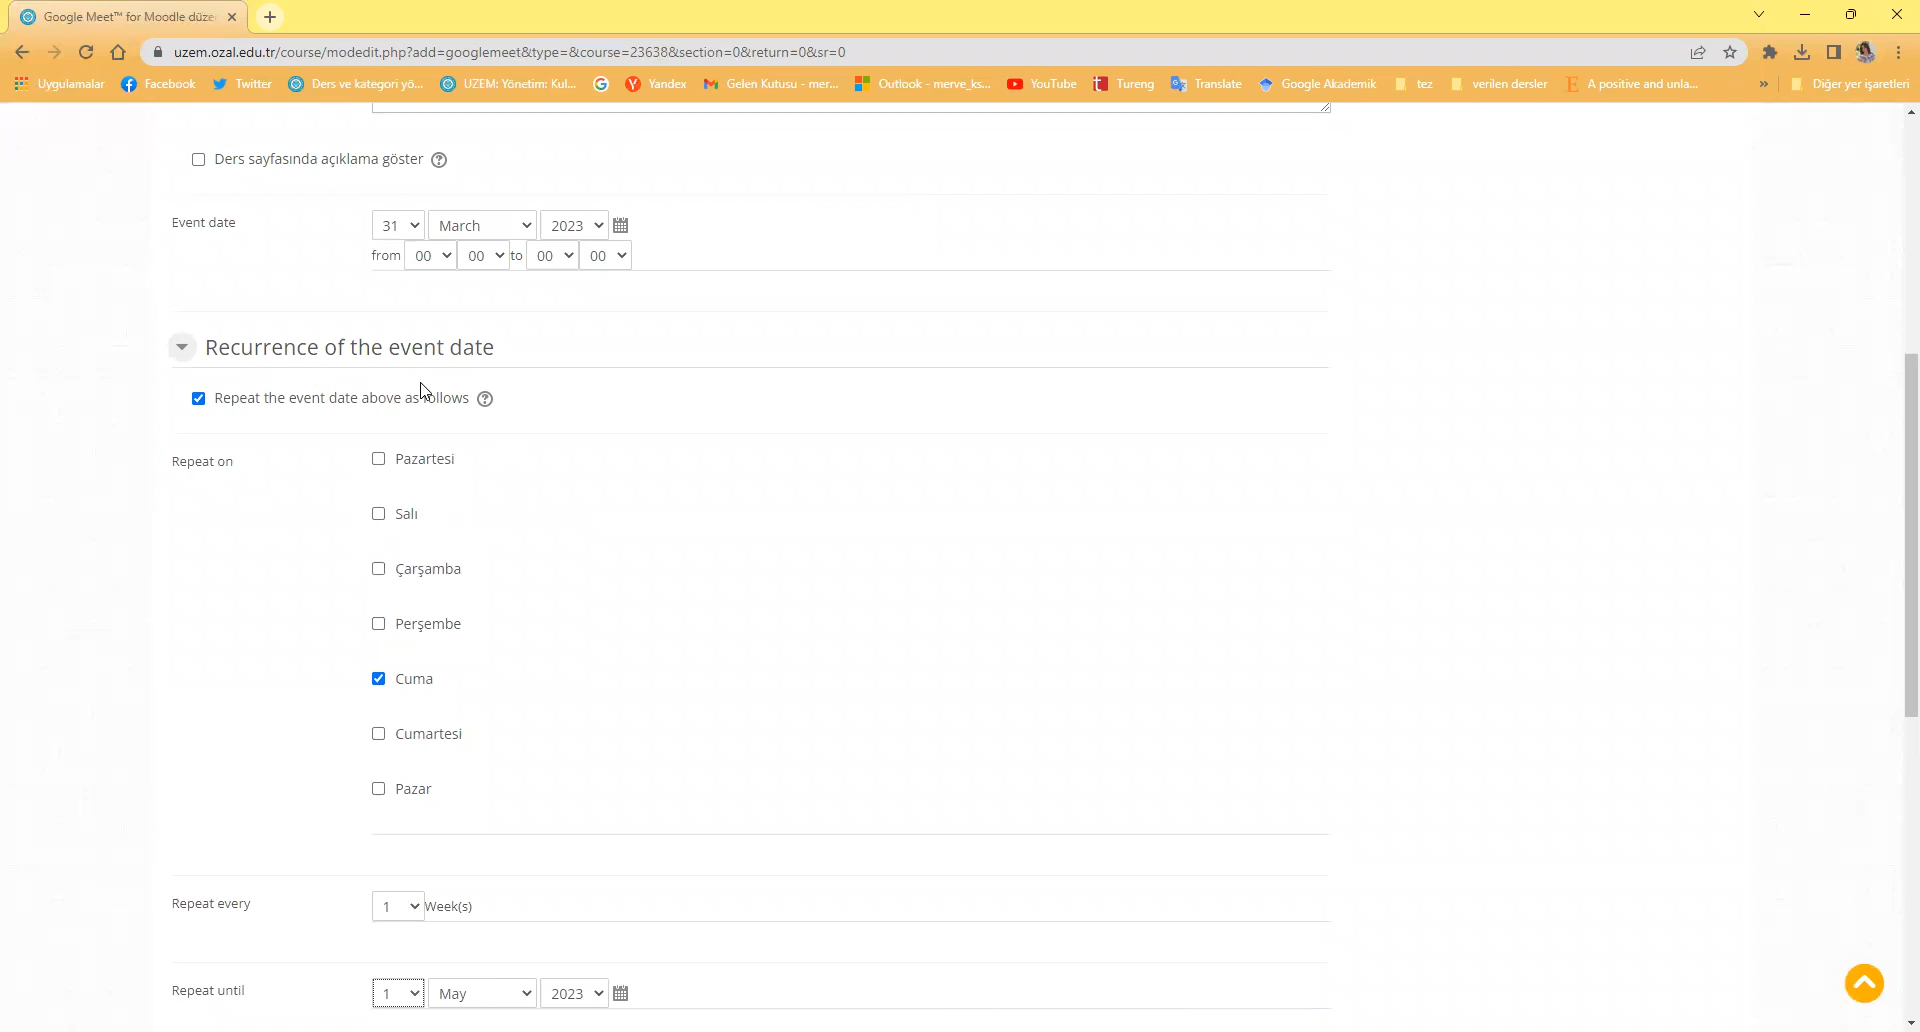 Google Meet™ for Moodle düze
uzem.ozal.edu.tr/course/modedit.php?add=googlemeet&type=&course=23638&section=0&return=0&sr=0
Uygulamalar Facebook Twitter Ders ve kategori yö... UZEM: Yönetim: Kul... Yandex Gelen Kutusu - mer... Outlook - merve_ks... YouTube Tureng Translate Google Akademik tez verilen dersler A positive and unla... » Diğer yer işaretleri
Ders sayfasında açıklama göster
Event date 31 March 2023
from 00 00 to 00 00
Recurrence of the event date
Repeat the event date above as follows
Repeat on Pazartesi
Salı
Çarşamba
Perşembe
Cuma
Cumartesi
Pazar
Repeat every 1 Week(s)
Repeat until 1 May 2023